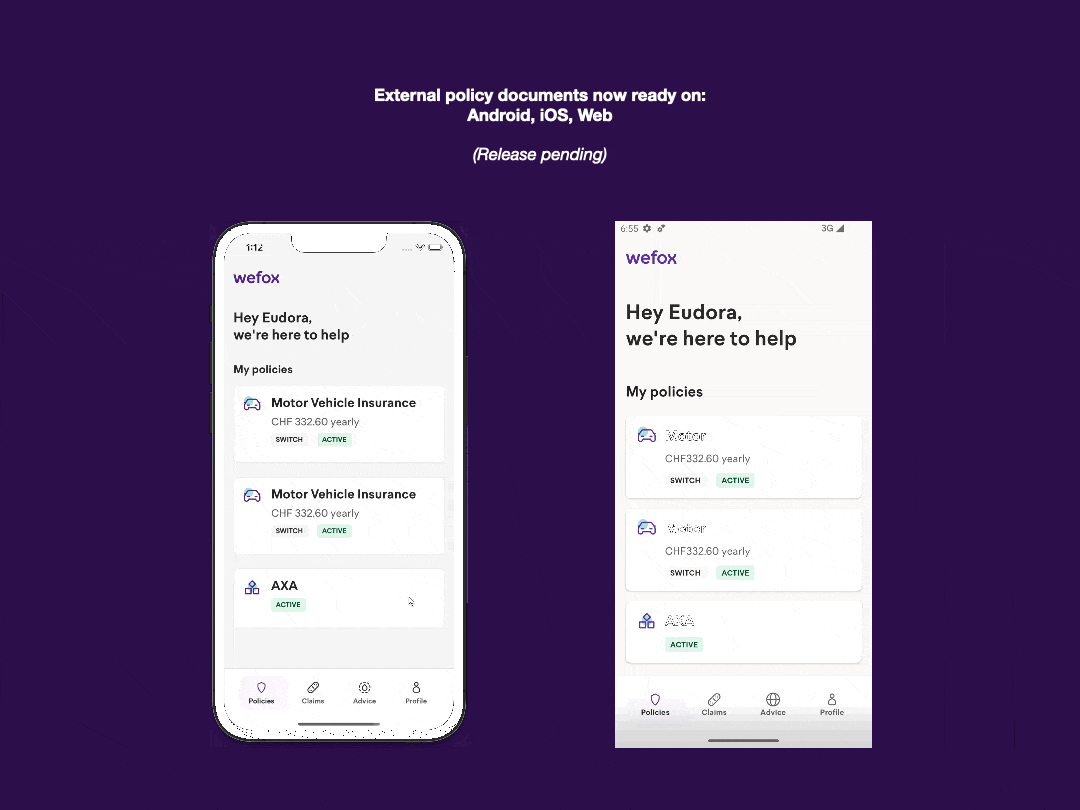 External policy documents now ready on:
Android, iOS, Web
(Release pending)
1:12
wefox
Hey Eudora,
we're here to help
My policies
Motor Vehicle Insurance
CHF 332.60 yearly
SWITCH ACTIVE
Motor Vehicle Insurance
CHF 332.60 yearly
SWITCH ACTIVE
AXA
ACTIVE
Policies Claims Advice Profile
6:55 3G
wefox
Hey Eudora,
we're here to help
My policies
Motor
CHF332.60 yearly
SWITCH ACTIVE
Motor
CHF332.60 yearly
SWITCH ACTIVE
AXA
ACTIVE
Policies Claims Advice Profile